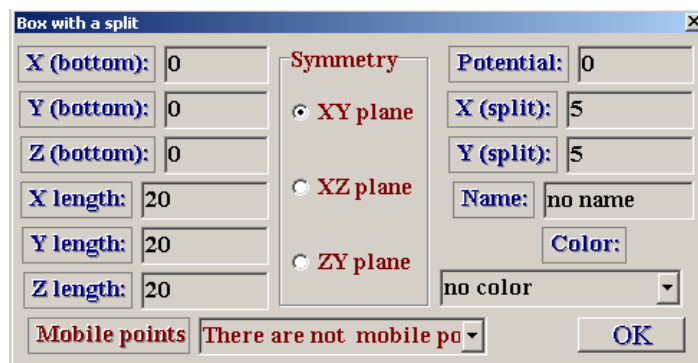 Box with a split
X (bottom): 0
Y (bottom): 0
Z (bottom): 0
X length: 20
Y length: 20
Z length: 20
Symmetry
XY plane
XZ plane
ZY plane
Potential: 0
X (split): 5
Y (split): 5
Name: no name
Color:
no color
Mobile points There are not mobile po
OK